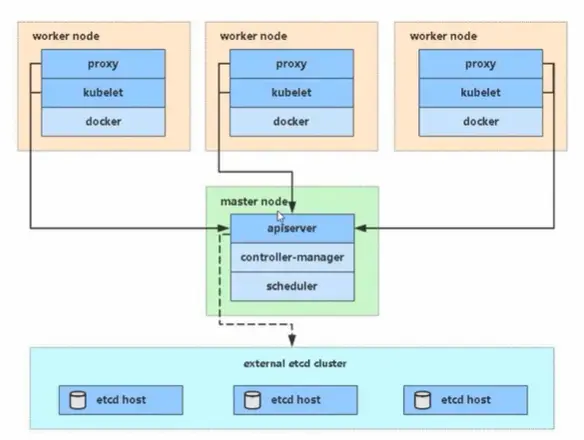 worker node
proxy
kubelet
docker
worker node
proxy
kubelet
docker
worker node
proxy
kubelet
docker
master node
apiserver
controller-manager
scheduler
external etcd cluster
etcd host
etcd host
etcd host